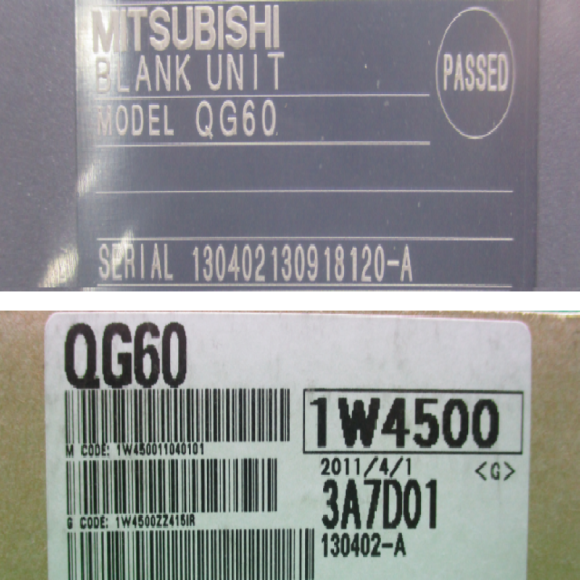 MITSUBISHI
BLANK UNIT
PASSED
MODEL QG60
SERIAL 130402130918120-A
QG60
1W4500
M CODE: 1W450011040101
2011/4/1
<G>
3A7D01
G CODE: 1W4500ZZ415IR
130402-A